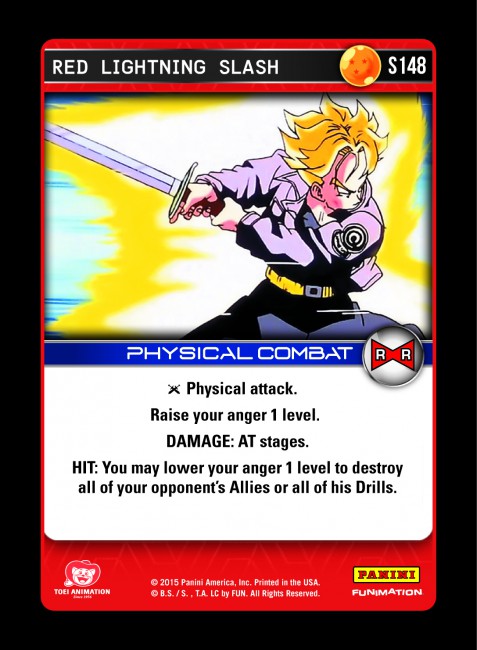 RED LIGHTNING SLASH
S148
PHYSICAL COMBAT
R R
Physical attack.
Raise your anger 1 level.
DAMAGE: AT stages.
HIT: You may lower your anger 1 level to destroy
all of your opponent's Allies or all of his Drills.
TOEI ANIMATION
Since 1956
© 2015 Panini America, Inc. Printed in the USA.
© B.S. / S. , T.A. LC by FUN. All Rights Reserved.
PANINI
FUNIMATION